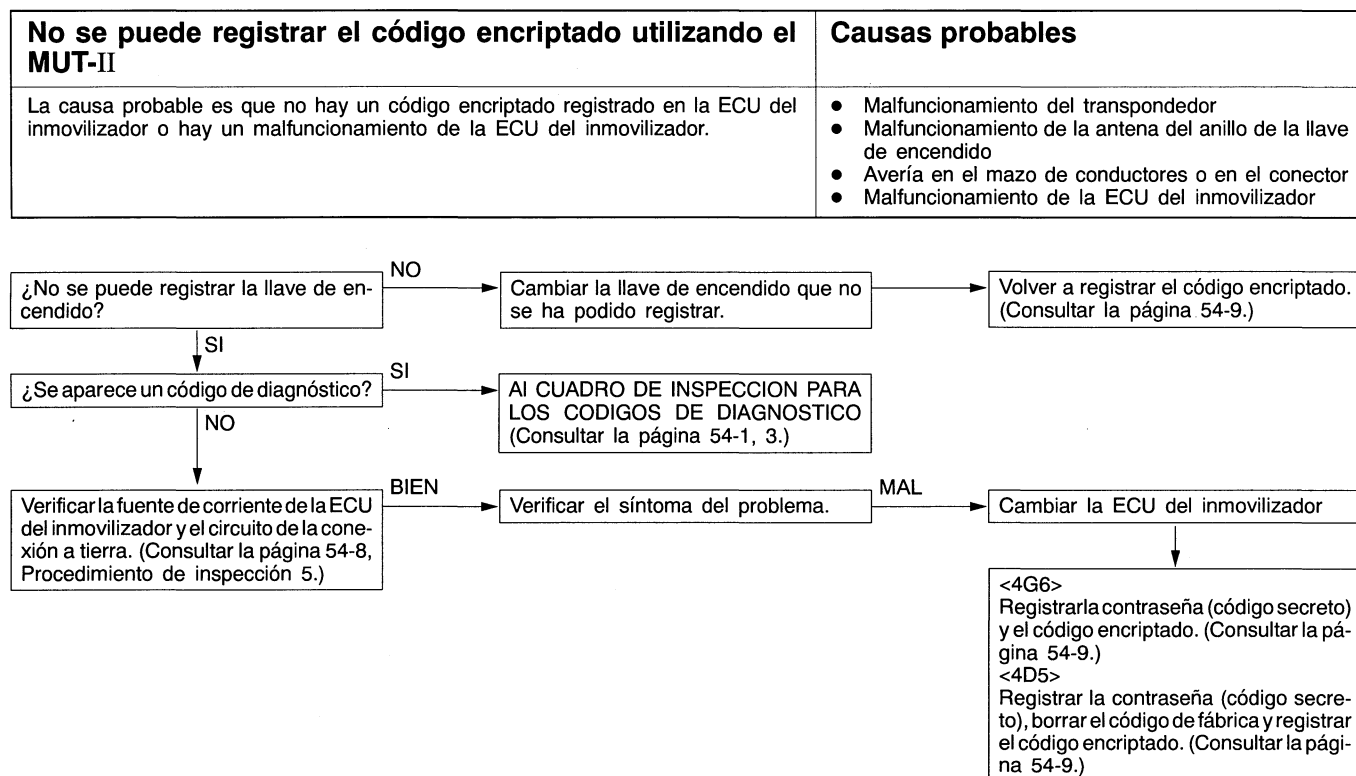 No se puede registrar el código encriptado utilizando el
MUT-II
Causas probables
La causa probable es que no hay un código encriptado registrado en la ECU del
inmovilizador o hay un malfuncionamiento de la ECU del inmovilizador.
● Malfuncionamiento del transpondedor
● Malfuncionamiento de la antena del anillo de la llave
de encendido
● Avería en el mazo de conductores o en el conector
● Malfuncionamiento de la ECU del inmovilizador
¿No se puede registrar la llave de en-
cendido?
NO
Cambiar la llave de encendido que no
se ha podido registrar.
Volver a registrar el código encriptado.
(Consultar la página 54-9.)
SI
¿Se aparece un código de diagnóstico?
SI
Al CUADRO DE INSPECCION PARA
LOS CODIGOS DE DIAGNOSTICO
(Consultar la página 54-1, 3.)
NO
Verificar la fuente de corriente de la ECU
del inmovilizador y el circuito de la cone-
xión a tierra. (Consultar la página 54-8,
Procedimiento de inspección 5.)
BIEN
Verificar el síntoma del problema.
MAL
Cambiar la ECU del inmovilizador
<4G6>
Registrar la contraseña (código secreto)
y el código encriptado. (Consultar la pá-
gina 54-9.)
<4D5>
Registrar la contraseña (código secre-
to), borrar el código de fábrica y registrar
el código encriptado. (Consultar la pági-
na 54-9.)